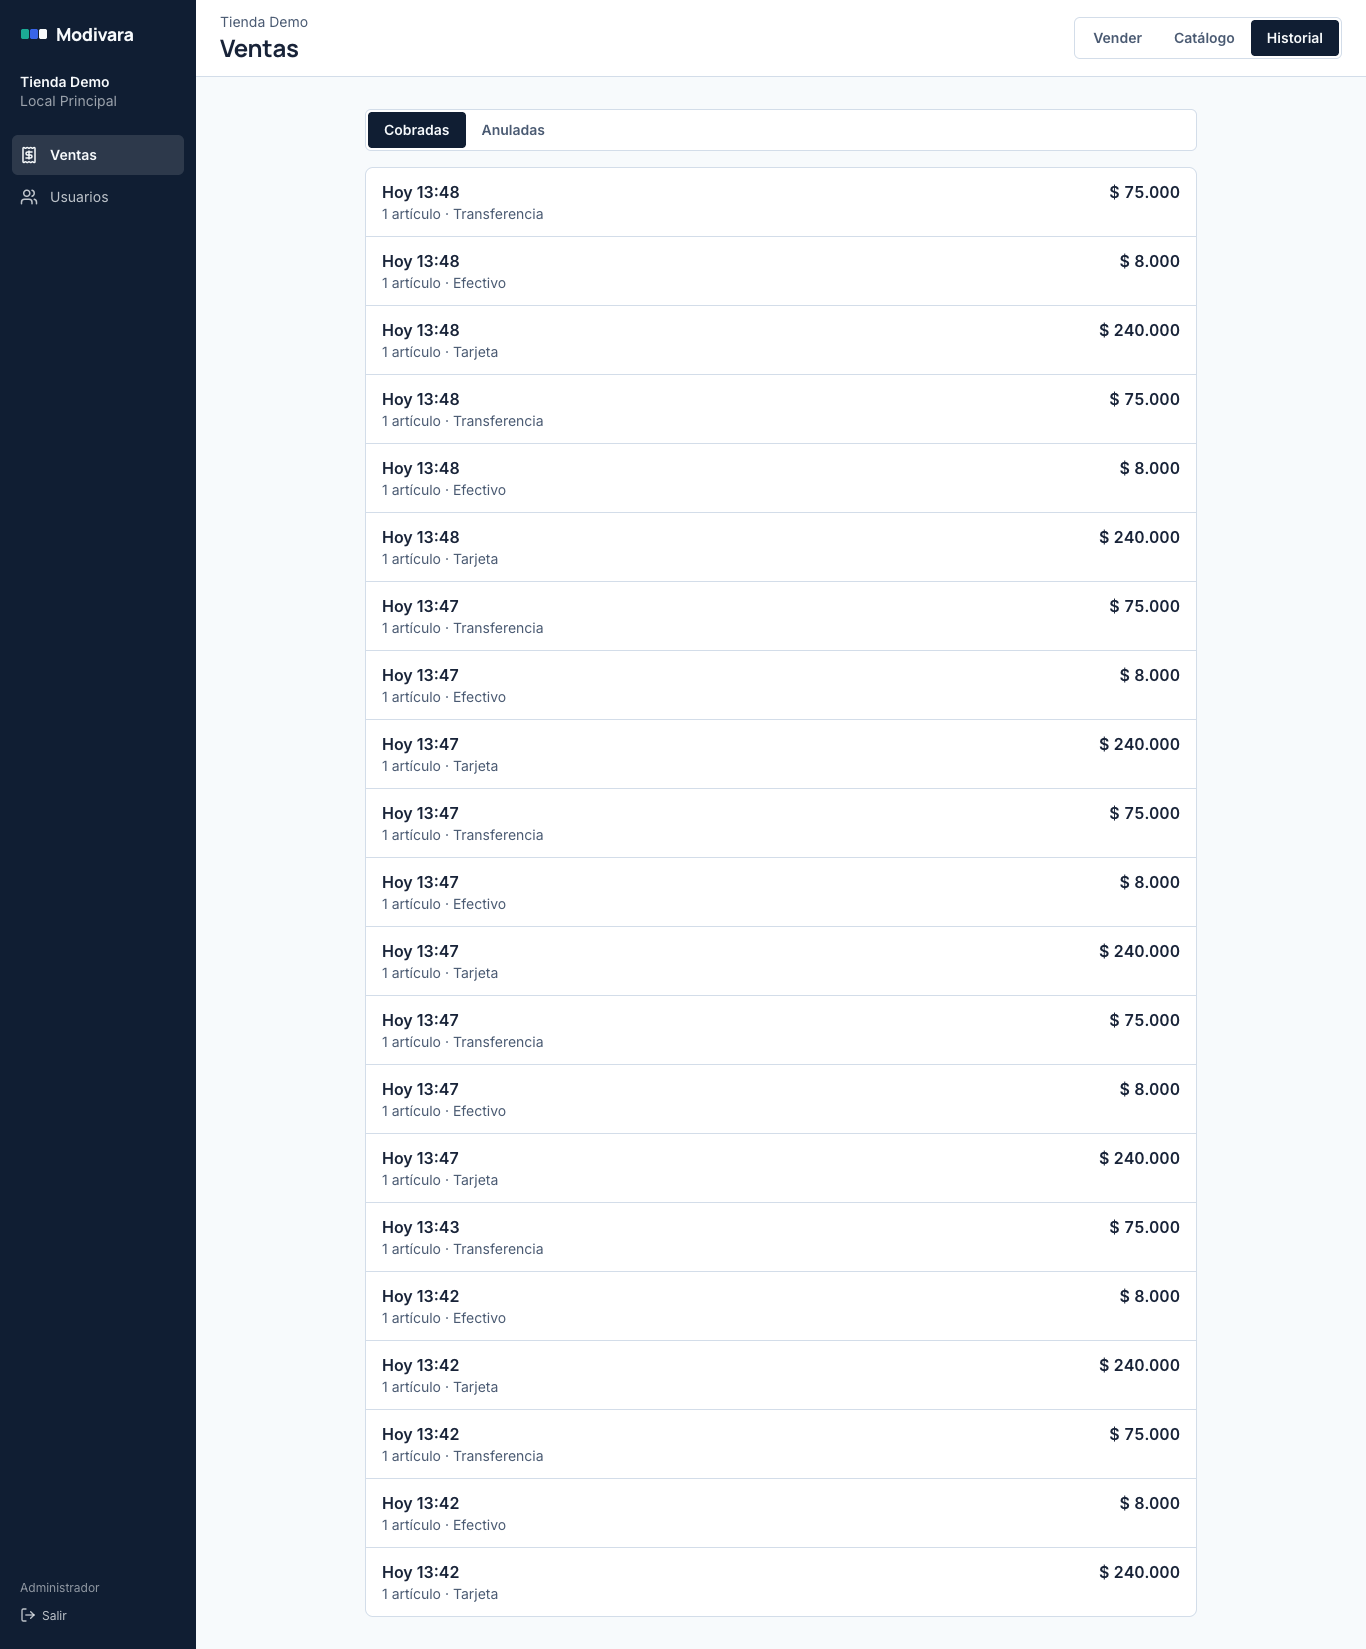 Modivara
Tienda Demo
Local Principal
Ventas
Usuarios
Administrador
Salir
Tienda Demo
Ventas
Vender
Catálogo
Historial
Cobradas
Anuladas
Hoy 13:48
$ 75.000
1 artículo · Transferencia
Hoy 13:48
$ 8.000
1 artículo · Efectivo
Hoy 13:48
$ 240.000
1 artículo · Tarjeta
Hoy 13:48
$ 75.000
1 artículo · Transferencia
Hoy 13:48
$ 8.000
1 artículo · Efectivo
Hoy 13:48
$ 240.000
1 artículo · Tarjeta
Hoy 13:47
$ 75.000
1 artículo · Transferencia
Hoy 13:47
$ 8.000
1 artículo · Efectivo
Hoy 13:47
$ 240.000
1 artículo · Tarjeta
Hoy 13:47
$ 75.000
1 artículo · Transferencia
Hoy 13:47
$ 8.000
1 artículo · Efectivo
Hoy 13:47
$ 240.000
1 artículo · Tarjeta
Hoy 13:47
$ 75.000
1 artículo · Transferencia
Hoy 13:47
$ 8.000
1 artículo · Efectivo
Hoy 13:47
$ 240.000
1 artículo · Tarjeta
Hoy 13:43
$ 75.000
1 artículo · Transferencia
Hoy 13:42
$ 8.000
1 artículo · Efectivo
Hoy 13:42
$ 240.000
1 artículo · Tarjeta
Hoy 13:42
$ 75.000
1 artículo · Transferencia
Hoy 13:42
$ 8.000
1 artículo · Efectivo
Hoy 13:42
$ 240.000
1 artículo · Tarjeta